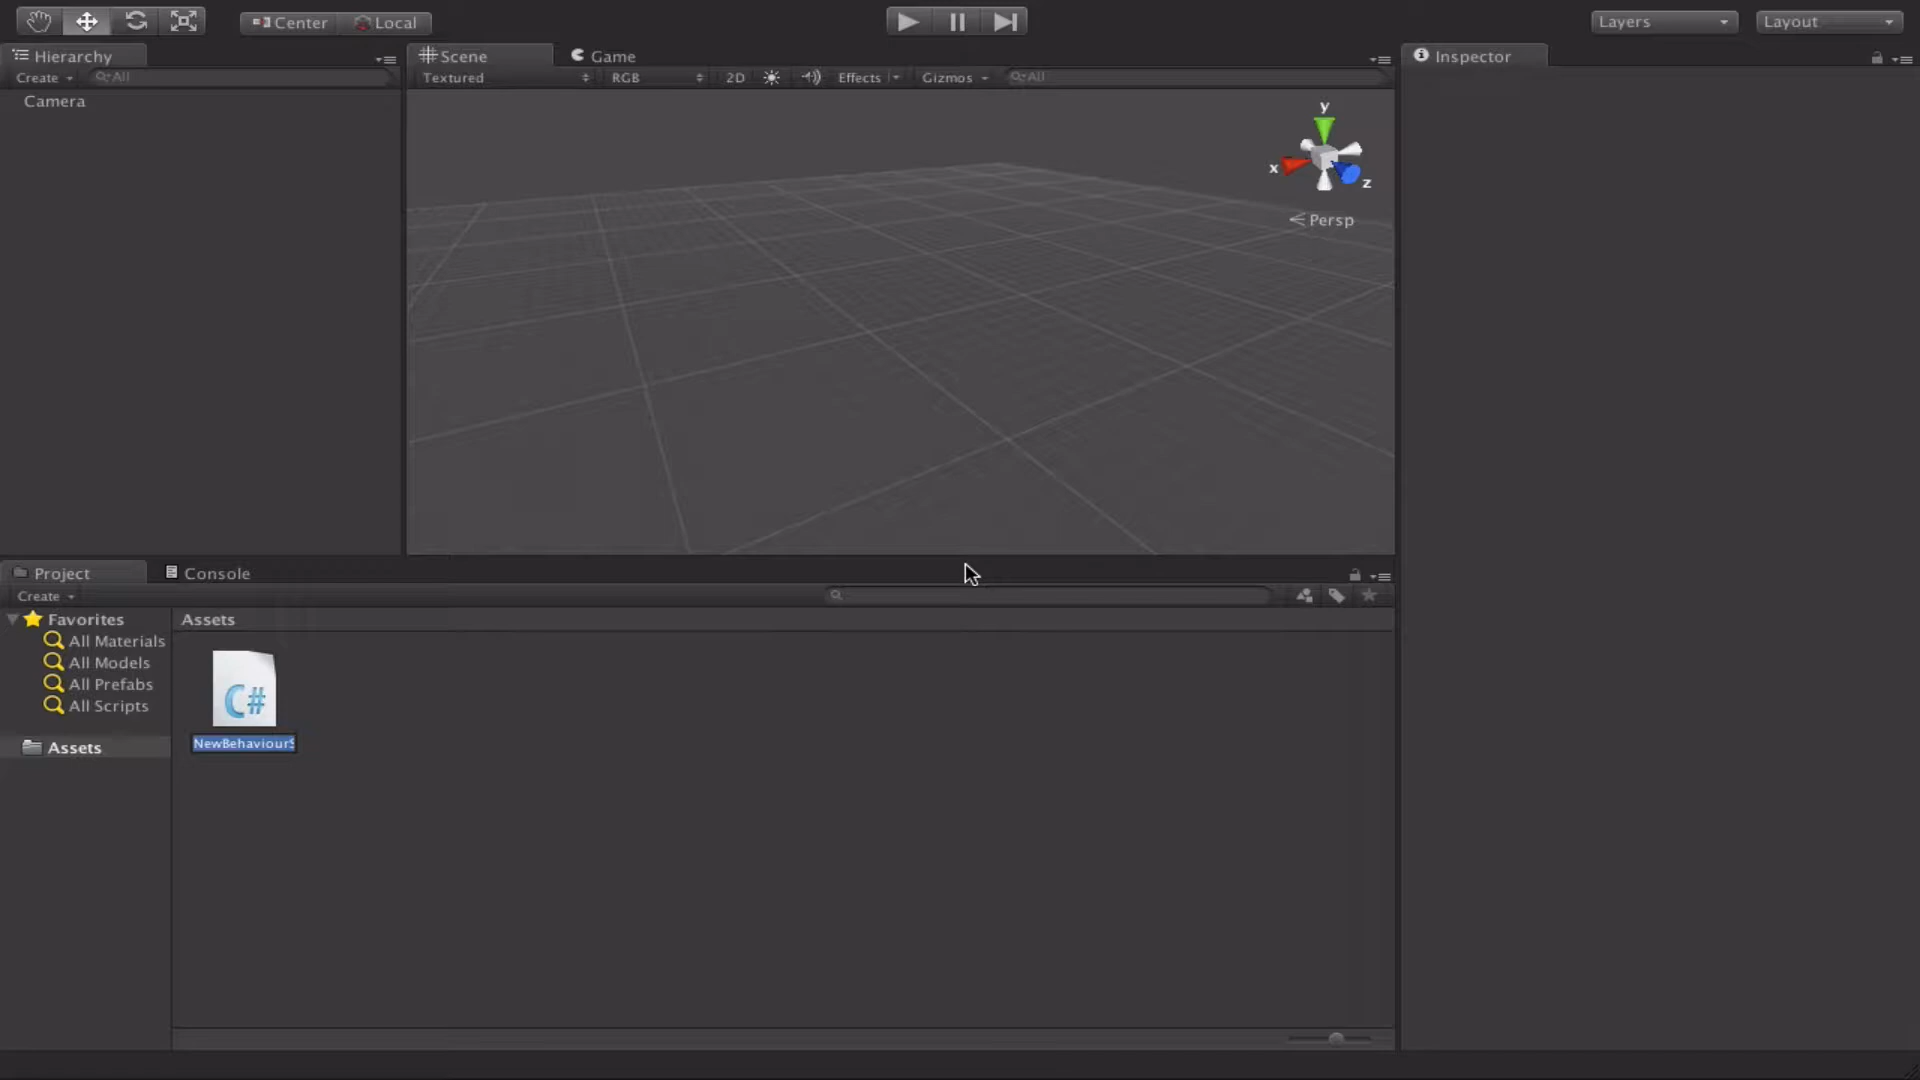 Center Local Layers Layout
Hierarchy Scene Game Inspector
Create All Textured RGB 2D Effects Gizmos All
Camera
y
x
z
Persp
Project Console
Create
Favorites Assets
All Materials
All Models
All Prefabs
All Scripts
C#
NewBehaviourS
Assets